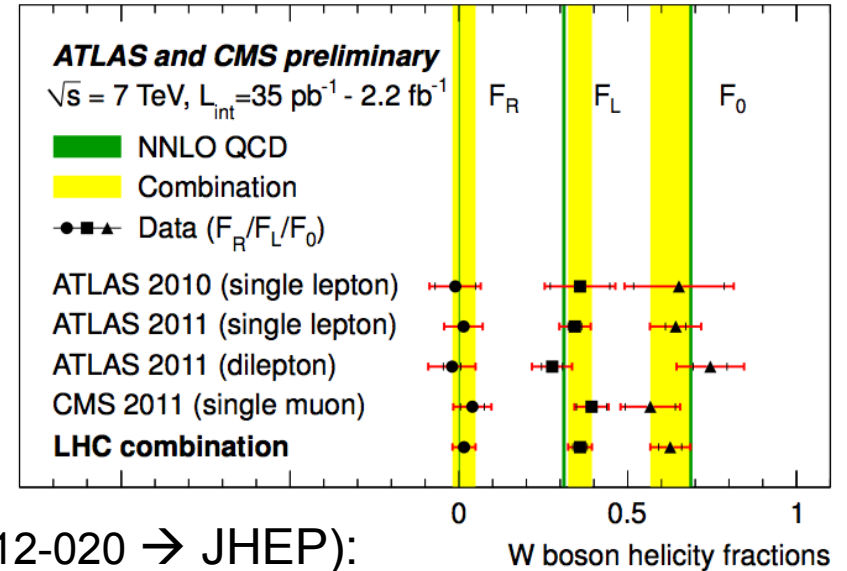 ATLAS and CMS preliminary
√s = 7 TeV, L_int=35 pb⁻¹ - 2.2 fb⁻¹
F_R F_L F_0
NNLO QCD
Combination
Data (F_R/F_L/F_0)
ATLAS 2010 (single lepton)
ATLAS 2011 (single lepton)
ATLAS 2011 (dilepton)
CMS 2011 (single muon)
LHC combination
0 0.5 1
W boson helicity fractions
12-020 → JHEP):